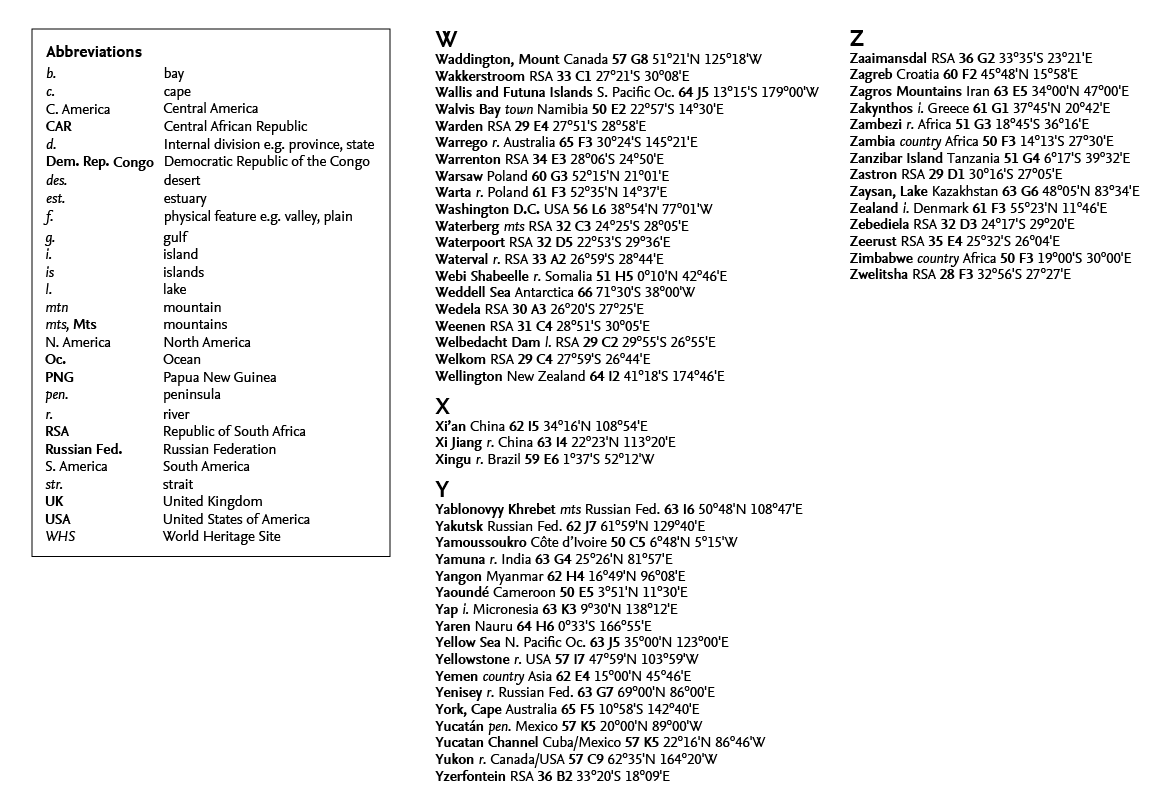 Abbreviations
b. bay
c. cape
C. America Central America
CAR Central African Republic
d. Internal division e.g. province, state
Dem. Rep. Congo Democratic Republic of the Congo
des. desert
est. estuary
f. physical feature e.g. valley, plain
g. gulf
i. island
is islands
l. lake
mtn mountain
mts, Mts mountains
N. America North America
Oc. Ocean
PNG Papua New Guinea
pen. peninsula
r. river
RSA Republic of South Africa
Russian Fed. Russian Federation
S. America South America
str. strait
UK United Kingdom
USA United States of America
WHS World Heritage Site
W
Waddington, Mount Canada 57 G8 51°21'N 125°18'W
Wakkerstroom RSA 33 C1 27°21'S 30°08'E
Wallis and Futuna Islands S. Pacific Oc. 64 J5 13°15'S 179°00'W
Walvis Bay town Namibia 50 E2 22°57'S 14°30'E
Warden RSA 29 E4 27°51'S 28°58'E
Warrego r. Australia 65 F3 30°24'S 145°21'E
Warrenton RSA 34 E3 28°06'S 24°50'E
Warsaw Poland 60 G3 52°15'N 21°01'E
Warta r. Poland 61 F3 52°35'N 14°37'E
Washington D.C. USA 56 L6 38°54'N 77°01'W
Waterberg mts RSA 32 C3 24°25'S 28°05'E
Waterpoort RSA 32 D5 22°53'S 29°36'E
Waterval r. RSA 33 A2 26°59'S 28°44'E
Webi Shabeelle r. Somalia 51 H5 0°10'N 42°46'E
Weddell Sea Antarctica 66 71°30'S 38°00'W
Wedela RSA 30 A3 26°20'S 27°25'E
Weenen RSA 31 C4 28°51'S 30°05'E
Welbedacht Dam l. RSA 29 C2 29°55'S 26°55'E
Welkom RSA 29 C4 27°59'S 26°44'E
Wellington New Zealand 64 I2 41°18'S 174°46'E
X
Xi’an China 62 I5 34°16'N 108°54'E
Xi Jiang r. China 63 I4 22°23'N 113°20'E
Xingu r. Brazil 59 E6 1°37'S 52°12'W
Y
Yablonovyy Khrebet mts Russian Fed. 63 I6 50°48'N 108°47'E
Yakutsk Russian Fed. 62 J7 61°59'N 129°40'E
Yamoussoukro Côte d’Ivoire 50 C5 6°48'N 5°15'W
Yamuna r. India 63 G4 25°26'N 81°57'E
Yangon Myanmar 62 H4 16°49'N 96°08'E
Yaoundé Cameroon 50 E5 3°51'N 11°30'E
Yap i. Micronesia 63 K3 9°30'N 138°12'E
Yaren Nauru 64 H6 0°33'S 166°55'E
Yellow Sea N. Pacific Oc. 63 J5 35°00'N 123°00'E
Yellowstone r. USA 57 I7 47°59'N 103°59'W
Yemen country Asia 62 E4 15°00'N 45°46'E
Yenisey r. Russian Fed. 63 G7 69°00'N 86°00'E
York, Cape Australia 65 F5 10°58'S 142°40'E
Yucatán pen. Mexico 57 K5 20°00'N 89°00'W
Yucatan Channel Cuba/Mexico 57 K5 22°16'N 86°46'W
Yukon r. Canada/USA 57 C9 62°35'N 164°20'W
Yzerfontein RSA 36 B2 33°20'S 18°09'E
Z
Zaaimansdal RSA 36 G2 33°35'S 23°21'E
Zagreb Croatia 60 F2 45°48'N 15°58'E
Zagros Mountains Iran 63 E5 34°00'N 47°00'E
Zakynthos i. Greece 61 G1 37°45'N 20°42'E
Zambezi r. Africa 51 G3 18°45'S 36°16'E
Zambia country Africa 50 F3 14°13'S 27°30'E
Zanzibar Island Tanzania 51 G4 6°17'S 39°32'E
Zastron RSA 29 D1 30°16'S 27°05'E
Zaysan, Lake Kazakhstan 63 G6 48°05'N 83°34'E
Zealand i. Denmark 61 F3 55°23'N 11°46'E
Zebediela RSA 32 D3 24°17'S 29°20'E
Zeerust RSA 35 E4 25°32'S 26°04'E
Zimbabwe country Africa 50 F3 19°00'S 30°00'E
Zwelitsha RSA 28 F3 32°56'S 27°27'E